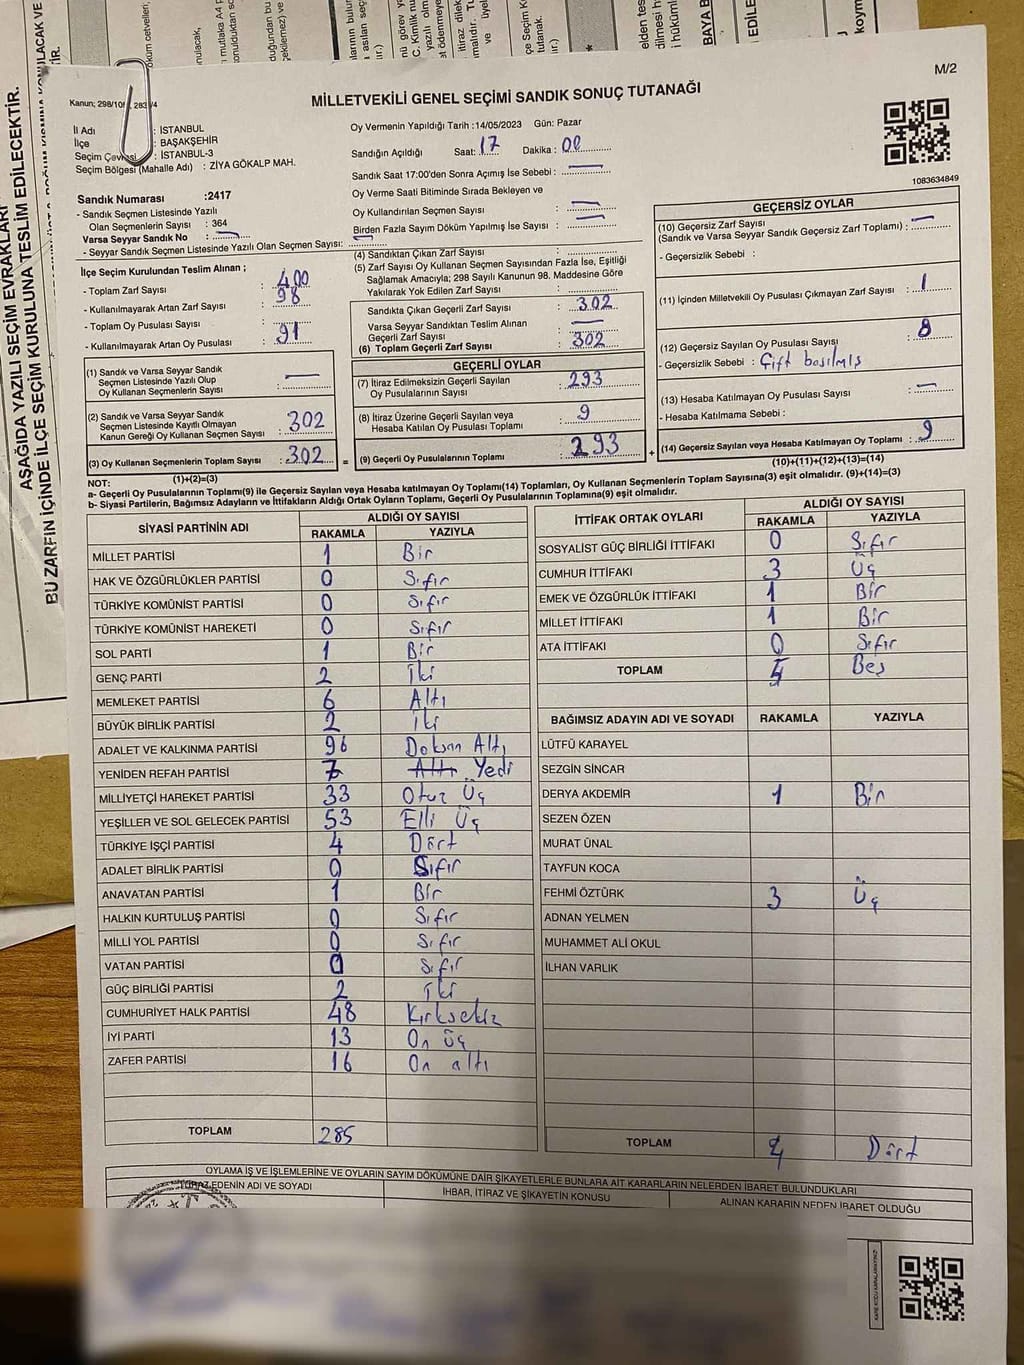 AŞAĞIDA YAZILI SEÇİM EVRAKLARI
BU ZARFIN İÇİNDE İLÇE SEÇİM KURULUNA TESLİM EDİLECEKTİR.
M/2
MİLLETVEKİLİ GENEL SEÇİMİ SANDIK SONUÇ TUTANAĞI
İl Adı : İSTANBUL
İlçe : BAŞAKŞEHİR
Seçim Çevresi : İSTANBUL-3
Seçim Bölgesi (Mahalle Adı) : ZİYA GÖKALP MAH.
Sandık Numarası :2417
- Sandık Seçmen Listesinde Yazılı
Olan Seçmenlerin Sayısı : 364
Varsa Seyyar Sandık No :
- Seyyar Sandık Seçmen Listesinde Yazılı Olan Seçmen Sayısı:
Oy Vermenin Yapıldığı Tarih :14/05/2023 Gün: Pazar
Sandığın Açıldığı Saat: 17 Dakika : 00
Sandık Saat 17:00'den Sonra Açımış İse Sebebi :
Oy Verme Saati Bitiminde Sırada Bekleyen ve
Oy Kullandırılan Seçmen Sayısı :
Birden Fazla Sayım Döküm Yapılmış İse Sayısı :
İlçe Seçim Kurulundan Teslim Alınan ;
- Toplam Zarf Sayısı : 400
- Kullanılmayarak Artan Zarf Sayısı : 98
- Toplam Oy Pusulası Sayısı :
- Kullanılmayarak Artan Oy Pusulası : 91
(1) Sandık ve Varsa Seyyar Sandık
Seçmen Listesinde Yazılı Olup
Oy Kullanan Seçmenlerin Sayısı :
(2) Sandık ve Varsa Seyyar Sandık
Seçmen Listesinde Kayıtlı Olmayan
Kanun Gereği Oy Kullanan Seçmen Sayısı : 302
(3) Oy Kullanan Seçmenlerin Toplam Sayısı : 302
(1)+(2)=(3)
(4) Sandıktan Çıkan Zarf Sayısı :
(5) Zarf Sayısı Oy Kullanan Seçmen Sayısından Fazla İse, Eşitliği
Sağlamak Amacıyla; 298 Sayılı Kanunun 98. Maddesine Göre
Yakılarak Yok Edilen Zarf Sayısı :
Sandıkta Çıkan Geçerli Zarf Sayısı : 302
Varsa Seyyar Sandıktan Teslim Alınan
Geçerli Zarf Sayısı :
(6) Toplam Geçerli Zarf Sayısı : 302
GEÇERLİ OYLAR
(7) İtiraz Edilmeksizin Geçerli Sayılan
Oy Pusulalarının Sayısı : 293
(8) İtiraz Üzerine Geçerli Sayılan veya
Hesaba Katılan Oy Pusulası Toplamı : 9
= (9) Geçerli Oy Pusulalarının Toplamı : 293 +
1083634849
GEÇERSİZ OYLAR
(10) Geçersiz Zarf Sayısı
(Sandık ve Varsa Seyyar Sandık Geçersiz Zarf Toplamı) :
- Geçersizlik Sebebi :
(11) İçinden Milletvekili Oy Pusulası Çıkmayan Zarf Sayısı : 1
(12) Geçersiz Sayılan Oy Pusulası Sayısı : 8
- Geçersizlik Sebebi : Çift basılmış
(13) Hesaba Katılmayan Oy Pusulası Sayısı :
- Hesaba Katılmama Sebebi :
(14) Geçersiz Sayılan veya Hesaba Katılmayan Oy Toplamı : 9
(10)+(11)+(12)+(13)=(14)
NOT:
a- Geçerli Oy Pusulalarının Toplamı(9) ile Geçersiz Sayılan veya Hesaba katılmayan Oy Toplamı(14) Toplamları, Oy Kullanan Seçmenlerin Toplam Sayısına(3) eşit olmalıdır. (9)+(14)=(3)
b- Siyasi Partilerin, Bağımsız Adayların ve İttifakların Aldığı Ortak Oyların Toplamı, Geçerli Oy Pusulalarının Toplamına(9) eşit olmalıdır.
SİYASİ PARTİNİN ADI ALDIĞI OY SAYISI
RAKAMLA YAZIYLA
MİLLET PARTİSİ 1 Bir
HAK VE ÖZGÜRLÜKLER PARTİSİ 0 Sıfır
TÜRKİYE KOMÜNİST PARTİSİ 0 Sıfır
TÜRKİYE KOMÜNİST HAREKETİ 0 Sıfır
SOL PARTİ 1 Bir
GENÇ PARTİ 2 İki
MEMLEKET PARTİSİ 6 Altı
BÜYÜK BİRLİK PARTİSİ 2 İki
ADALET VE KALKINMA PARTİSİ 96 Doksan Altı
YENİDEN REFAH PARTİSİ 7 Altı Yedi
MİLLİYETÇİ HAREKET PARTİSİ 33 Otuz Üç
YEŞİLLER VE SOL GELECEK PARTİSİ 53 Elli Üç
TÜRKİYE İŞÇİ PARTİSİ 4 Dört
ADALET BİRLİK PARTİSİ 0 Sıfır
ANAVATAN PARTİSİ 1 Bir
HALKIN KURTULUŞ PARTİSİ 0 Sıfır
MİLLİ YOL PARTİSİ 0 Sıfır
VATAN PARTİSİ 0 Sıfır
GÜÇ BİRLİĞİ PARTİSİ 2 İki
CUMHURİYET HALK PARTİSİ 48 Kırksekiz
İYİ PARTİ 13 On üç
ZAFER PARTİSİ 16 On altı
TOPLAM 285
İTTİFAK ORTAK OYLARI ALDIĞI OY SAYISI
RAKAMLA YAZIYLA
SOSYALİST GÜÇ BİRLİĞİ İTTİFAKI 0 Sıfır
CUMHUR İTTİFAKI 3 Üç
EMEK VE ÖZGÜRLÜK İTTİFAKI 1 Bir
MİLLET İTTİFAKI 1 Bir
ATA İTTİFAKI 0 Sıfır
TOPLAM 5 Beş
BAĞIMSIZ ADAYIN ADI VE SOYADI RAKAMLA YAZIYLA
LÜTFÜ KARAYEL
SEZGİN SİNCAR
DERYA AKDEMİR 1 Bir
SEZEN ÖZEN
MURAT ÜNAL
TAYFUN KOCA
FEHMİ ÖZTÜRK 3 Üç
ADNAN YELMEN
MUHAMMET ALİ OKUL
İLHAN VARLIK
TOPLAM 4 Dört
OYLAMA İŞ VE İŞLEMLERİNE VE OYLARIN SAYIM DÖKÜMÜNE DAİR ŞİKAYETLERLE BUNLARA AİT KARARLARIN NELERDEN İBARET BULUNDUKLARI
EDENİN ADI VE SOYADI
İHBAR, İTİRAZ VE ŞİKAYETİN KONUSU
ALINAN KARARIN NEDEN İBARET OLDUĞU